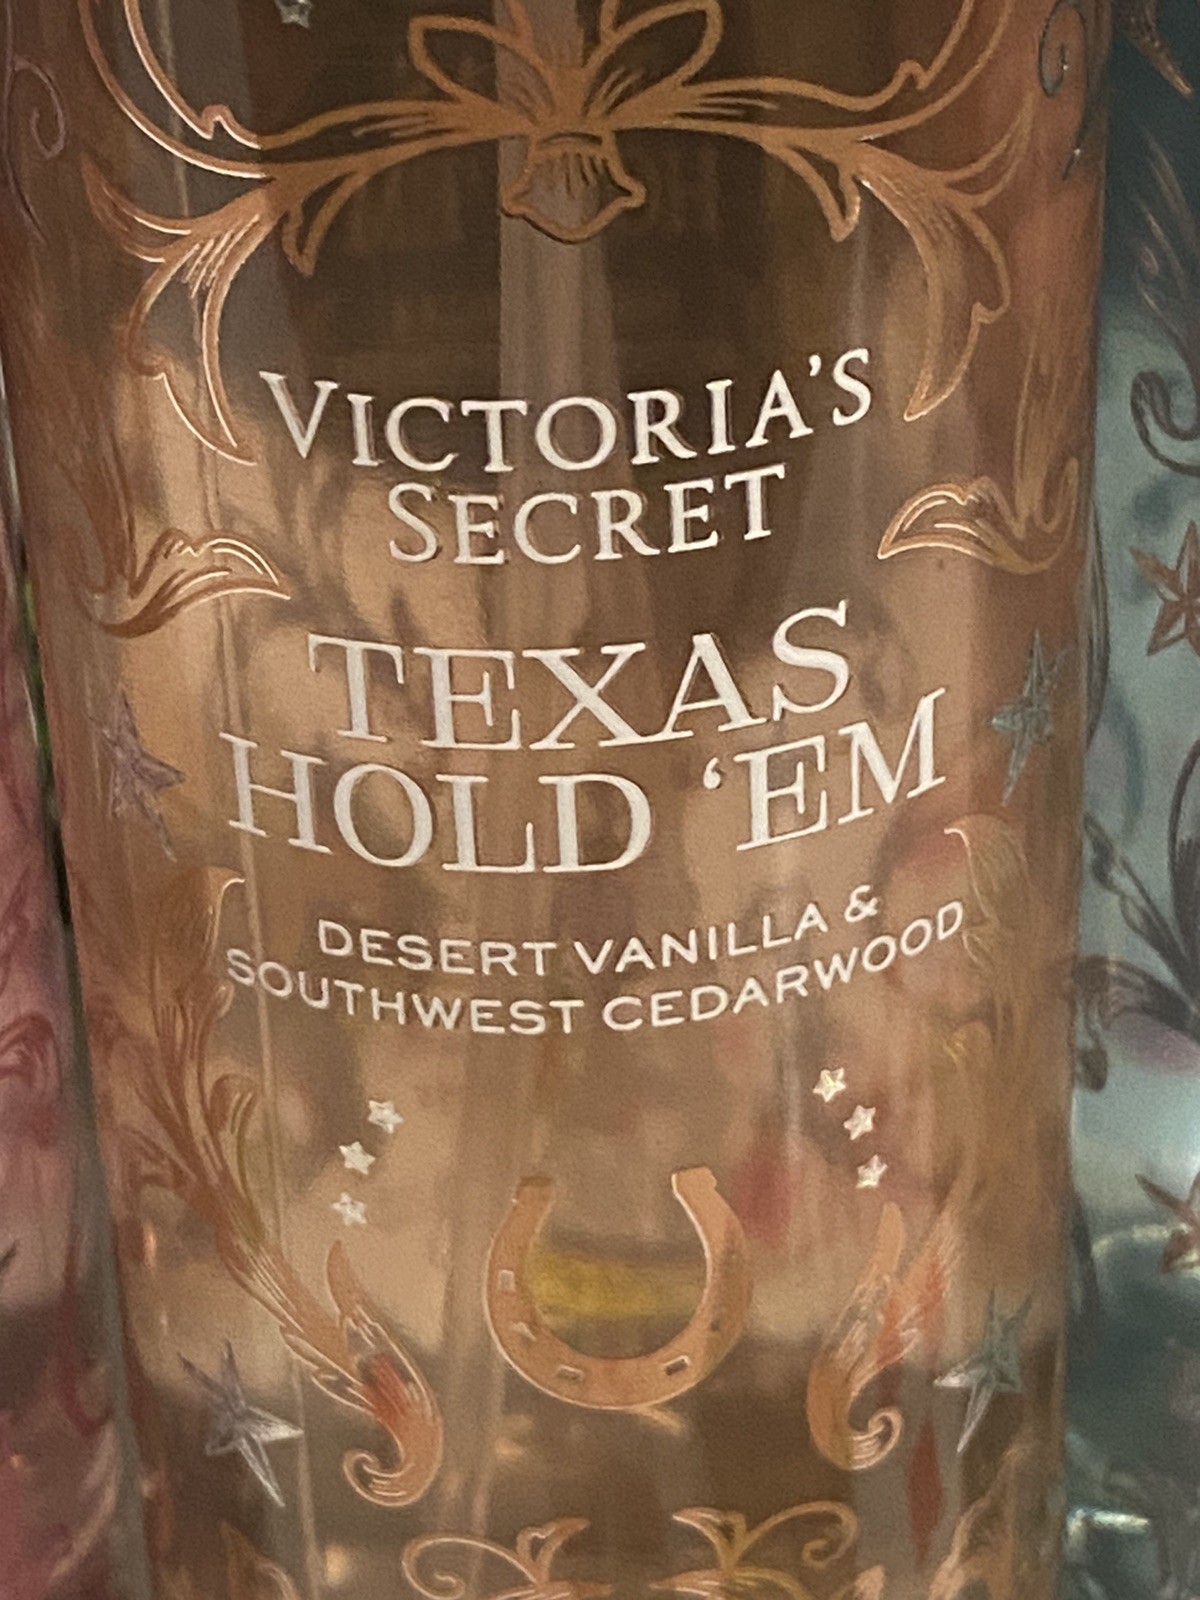 VICTORIA'S
SECRET
TEXAS
HOLD ‘EM
DESERT VANILLA &
SOUTHWEST CEDARWOOD